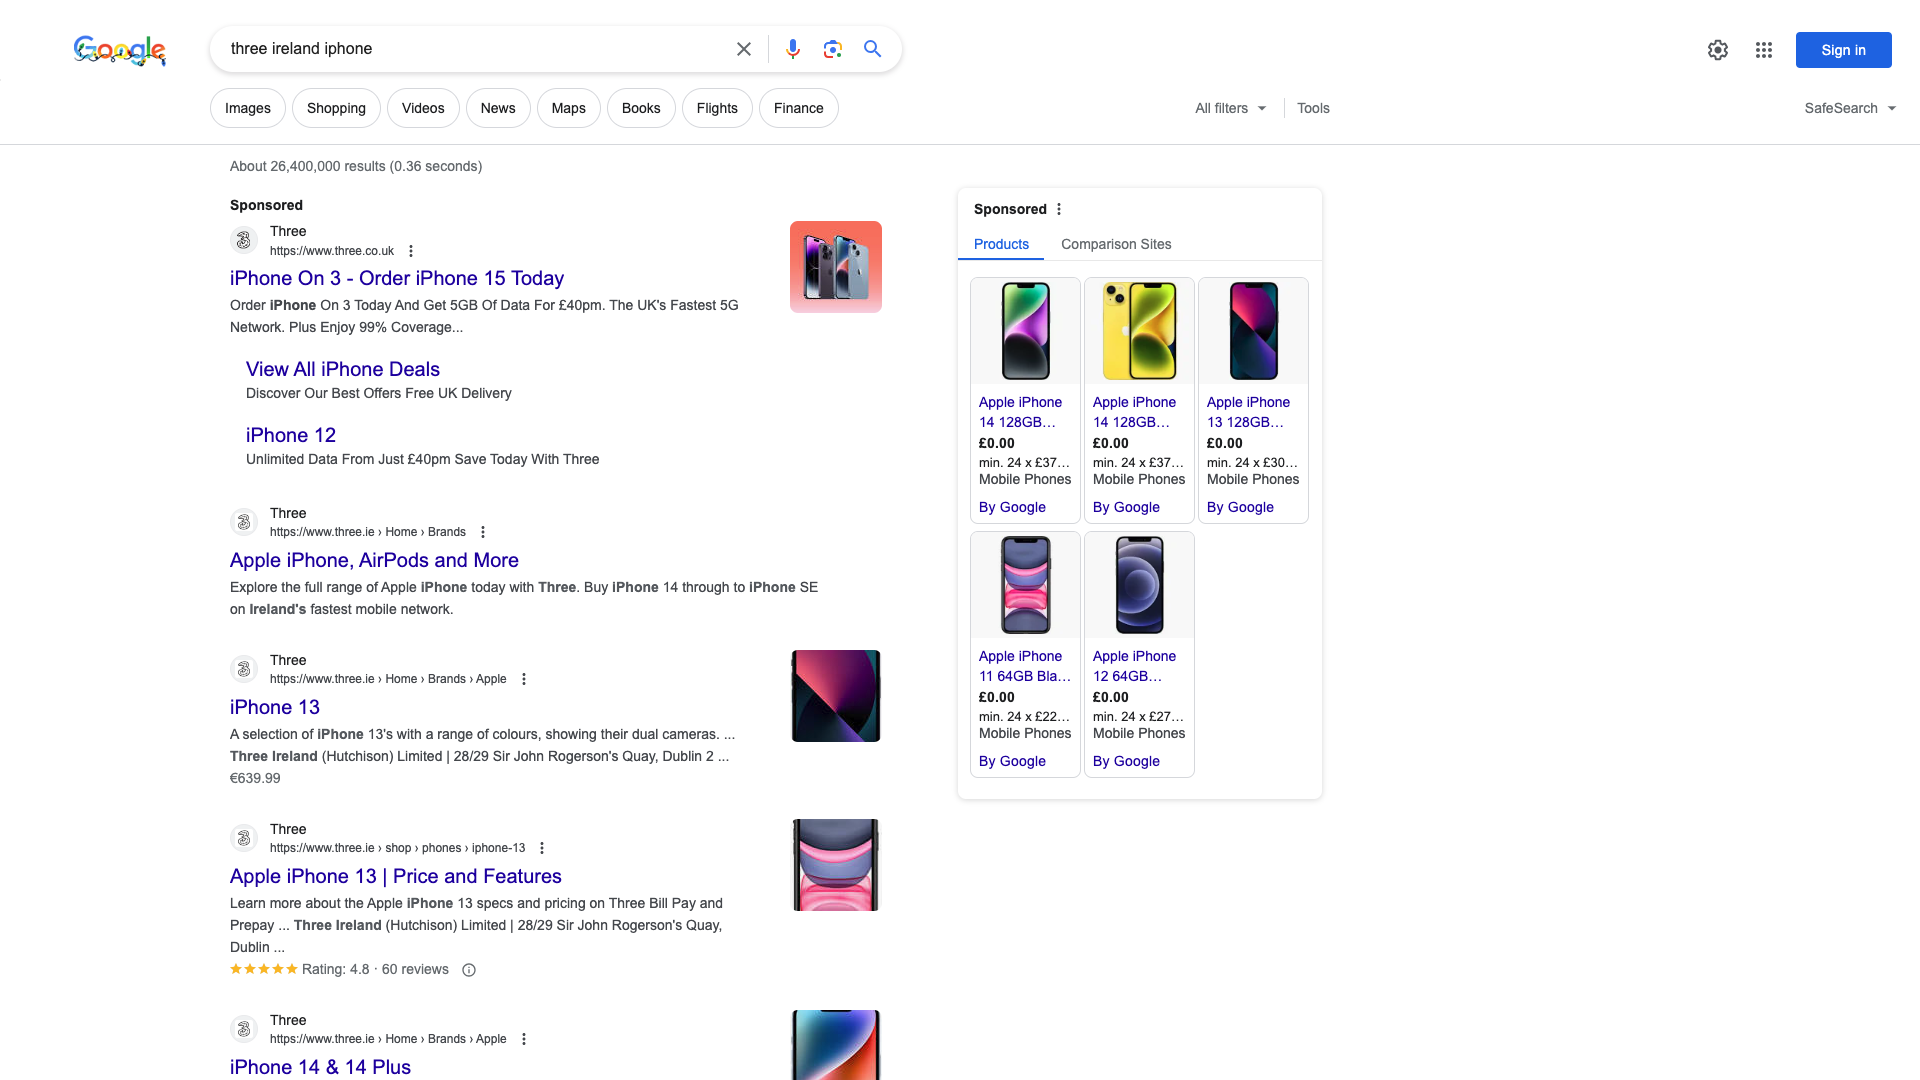 Google
three ireland iphone
Sign in
Images
Shopping
Videos
News
Maps
Books
Flights
Finance
All filters
Tools
SafeSearch
About 26,400,000 results (0.36 seconds)
Sponsored
Three
https://www.three.co.uk
iPhone On 3 - Order iPhone 15 Today
Order iPhone On 3 Today And Get 5GB Of Data For £40pm. The UK's Fastest 5G
Network. Plus Enjoy 99% Coverage...
View All iPhone Deals
Discover Our Best Offers Free UK Delivery
iPhone 12
Unlimited Data From Just £40pm Save Today With Three
Three
https://www.three.ie › Home › Brands
Apple iPhone, AirPods and More
Explore the full range of Apple iPhone today with Three. Buy iPhone 14 through to iPhone SE
on Ireland's fastest mobile network.
Three
https://www.three.ie › Home › Brands › Apple
iPhone 13
A selection of iPhone 13's with a range of colours, showing their dual cameras. ...
Three Ireland (Hutchison) Limited | 28/29 Sir John Rogerson's Quay, Dublin 2 ...
€639.99
Three
https://www.three.ie › shop › phones › iphone-13
Apple iPhone 13 | Price and Features
Learn more about the Apple iPhone 13 specs and pricing on Three Bill Pay and
Prepay ... Three Ireland (Hutchison) Limited | 28/29 Sir John Rogerson's Quay,
Dublin ...
Rating: 4.8 · 60 reviews
Three
https://www.three.ie › Home › Brands › Apple
iPhone 14 & 14 Plus
Sponsored
Products
Comparison Sites
Apple iPhone
14 128GB...
£0.00
min. 24 x £37...
Mobile Phones
By Google
Apple iPhone
14 128GB...
£0.00
min. 24 x £37...
Mobile Phones
By Google
Apple iPhone
13 128GB...
£0.00
min. 24 x £30...
Mobile Phones
By Google
Apple iPhone
11 64GB Bla...
£0.00
min. 24 x £22...
Mobile Phones
By Google
Apple iPhone
12 64GB...
£0.00
min. 24 x £27...
Mobile Phones
By Google